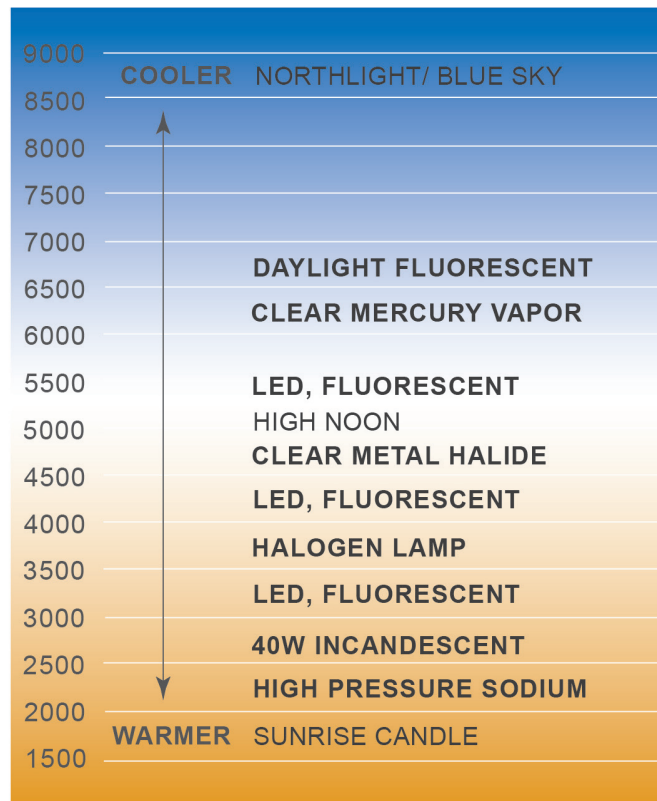 9000
COOLER NORTHLIGHT/ BLUE SKY
8500
8000
7500
7000
DAYLIGHT FLUORESCENT
6500
CLEAR MERCURY VAPOR
6000
5500 LED, FLUORESCENT
HIGH NOON
5000
CLEAR METAL HALIDE
4500
LED, FLUORESCENT
4000
HALOGEN LAMP
3500
LED, FLUORESCENT
3000
40W INCANDESCENT
2500
HIGH PRESSURE SODIUM
2000
WARMER SUNRISE CANDLE
1500